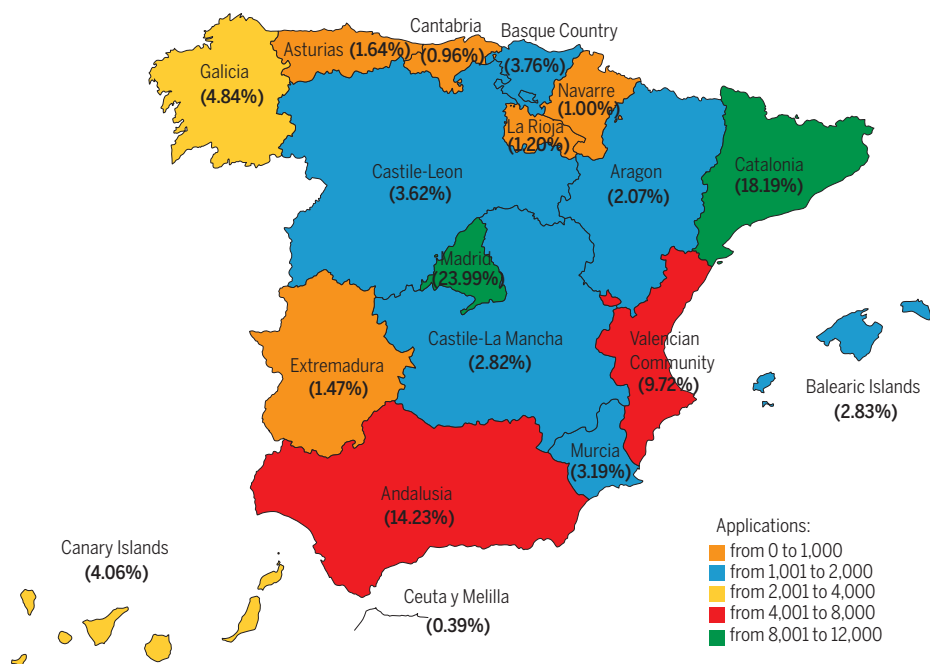 Cantabria
(0.96%)
Basque Country
(3.76%)
Asturias (1.64%)
Galicia
(4.84%)
Navarre
(1.00%)
La Rioja
(1.20%)
Castile-Leon
(3.62%)
Aragon
(2.07%)
Catalonia
(18.19%)
Madrid
(23.99%)
Castile-La Mancha
(2.82%)
Valencian
Community
(9.72%)
Extremadura
(1.47%)
Balearic Islands
(2.83%)
Murcia
(3.19%)
Andalusia
(14.23%)
Canary Islands
(4.06%)
Ceuta y Melilla
(0.39%)
Applications:
from 0 to 1,000
from 1,001 to 2,000
from 2,001 to 4,000
from 4,001 to 8,000
from 8,001 to 12,000